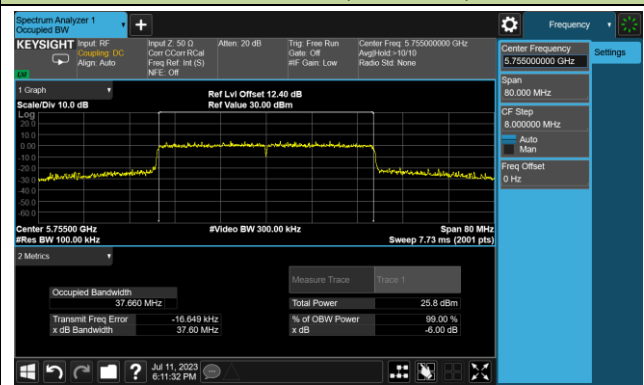 Spectrum Analyzer 1
Occupied BW
Frequency
KEYSIGHT
Input: RF
Coupling: DC
Align: Auto
Input Z: 50 Ω
Corr CCorr RCal
Freq Ref: Int (S)
NFE: Off
Atten: 20 dB
Trig: Free Run
Gate: Off
#IF Gain: Low
Center Freq: 5.755000000 GHz
Avg|Hold:>10/10
Radio Std: None
Center Frequency
5.755000000 GHz
Settings
Span
80.000 MHz
CF Step
8.000000 MHz
Auto
Man
Freq Offset
0 Hz
1 Graph
Scale/Div 10.0 dB
Ref Lvl Offset 12.40 dB
Ref Value 30.00 dBm
Log
20.0
10.0
0.00
-10.0
-20.0
-30.0
-40.0
-50.0
-60.0
Center 5.75500 GHz
#Res BW 100.00 kHz
#Video BW 300.00 kHz
Span 80 MHz
Sweep 7.73 ms (2001 pts)
2 Metrics
Measure Trace
Trace 1
Occupied Bandwidth
37.660 MHz
Total Power
25.8 dBm
Transmit Freq Error
-16.649 kHz
% of OBW Power
99.00 %
x dB Bandwidth
37.60 MHz
x dB
-6.00 dB
Jul 11, 2023
6:11:32 PM